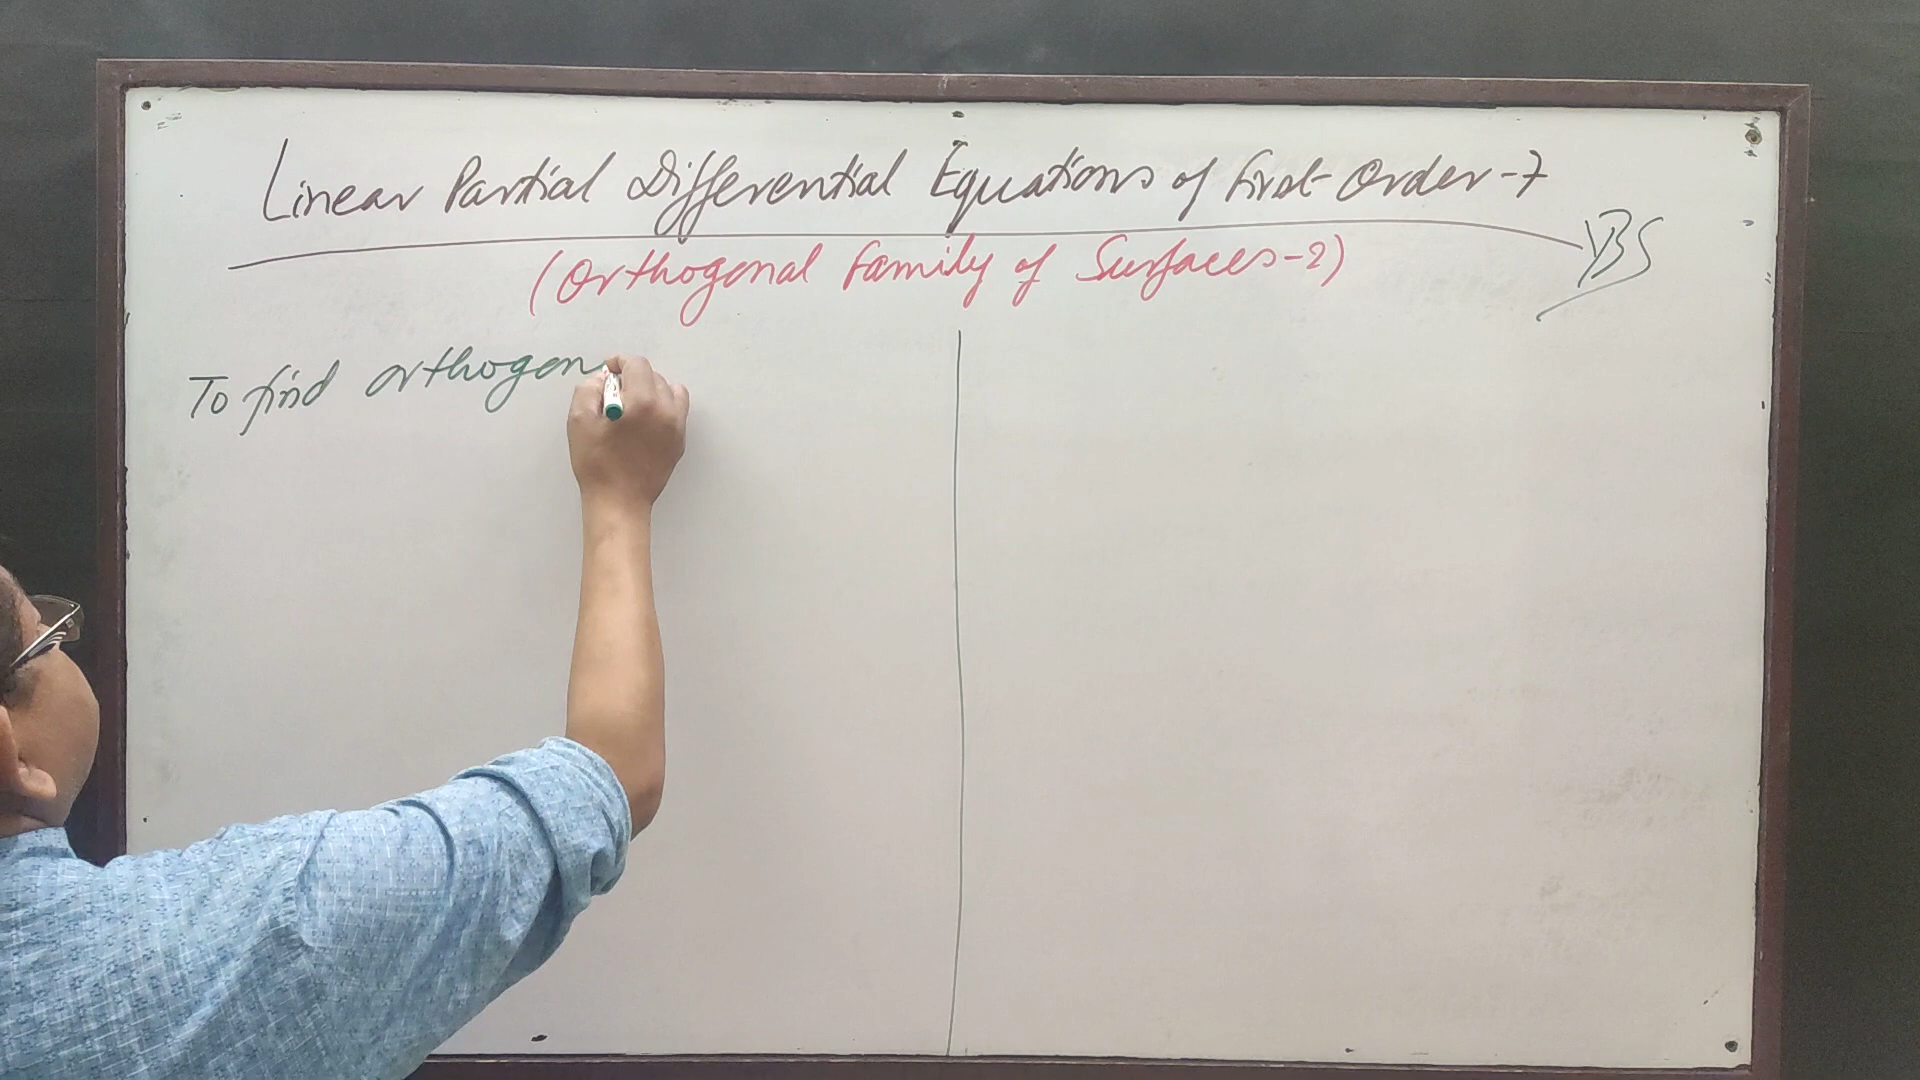 Linear Partial Differential Equations of First Order-7
(Orthogonal Family of Surfaces-2)
YBS
To find orthogon